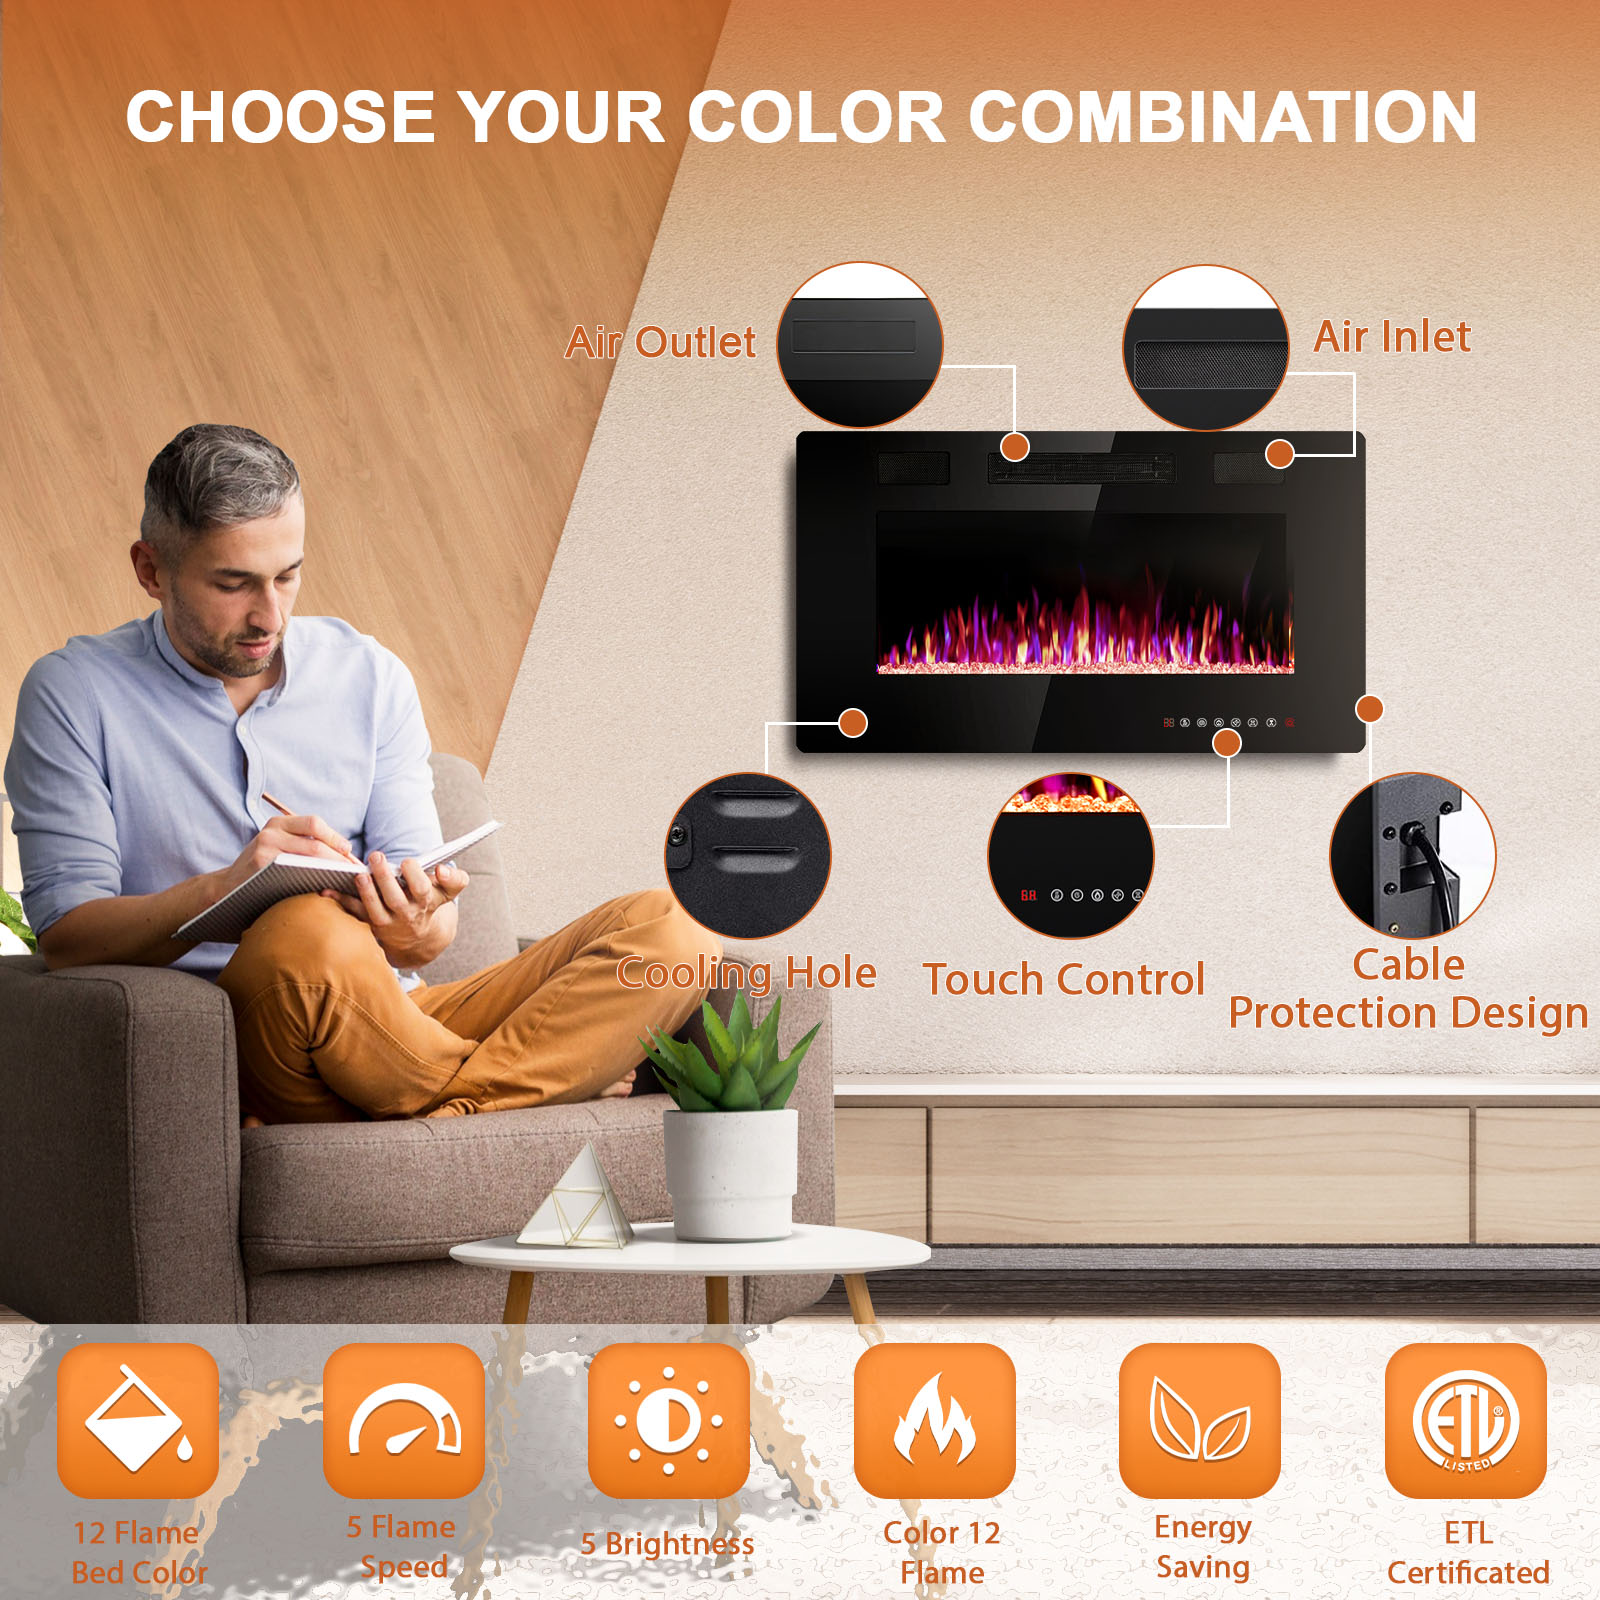 CHOOSE YOUR COLOR COMBINATION
Air Outlet
Air Inlet
Cooling Hole
Touch Control
Cable
Protection Design
12 Flame
Bed Color
5 Flame
Speed
5 Brightness
Color 12
Flame
Energy
Saving
ETL®
LISTED
ETL
Certificated